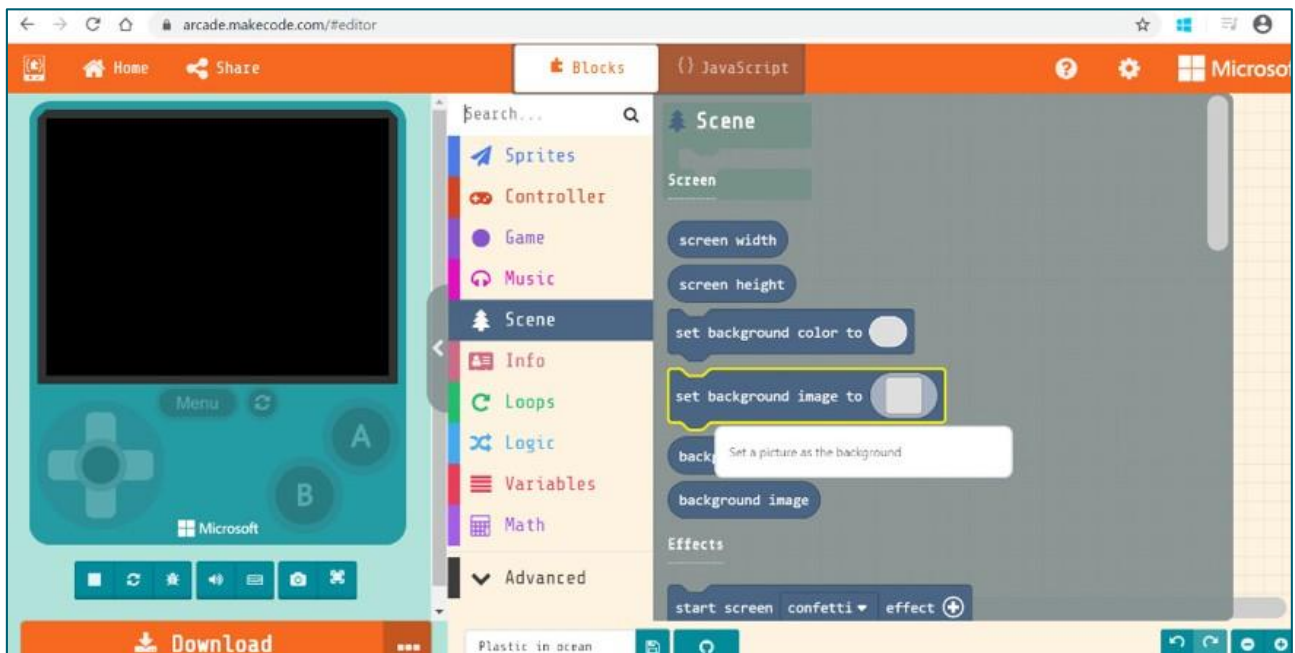 arcade.makecode.com/#editor
Home Share Blocks {} JavaScript ? Microsof
Search...
Sprites
Controller
Game
Music
Scene
Info
Loops
Logic
Variables
Math
Advanced
Scene
Screen
screen width
screen height
set background color to
set background image to
Set a picture as the background
background image
Effects
start screen confetti effect
Menu
A
B
Microsoft
Download
Plastic in ocean